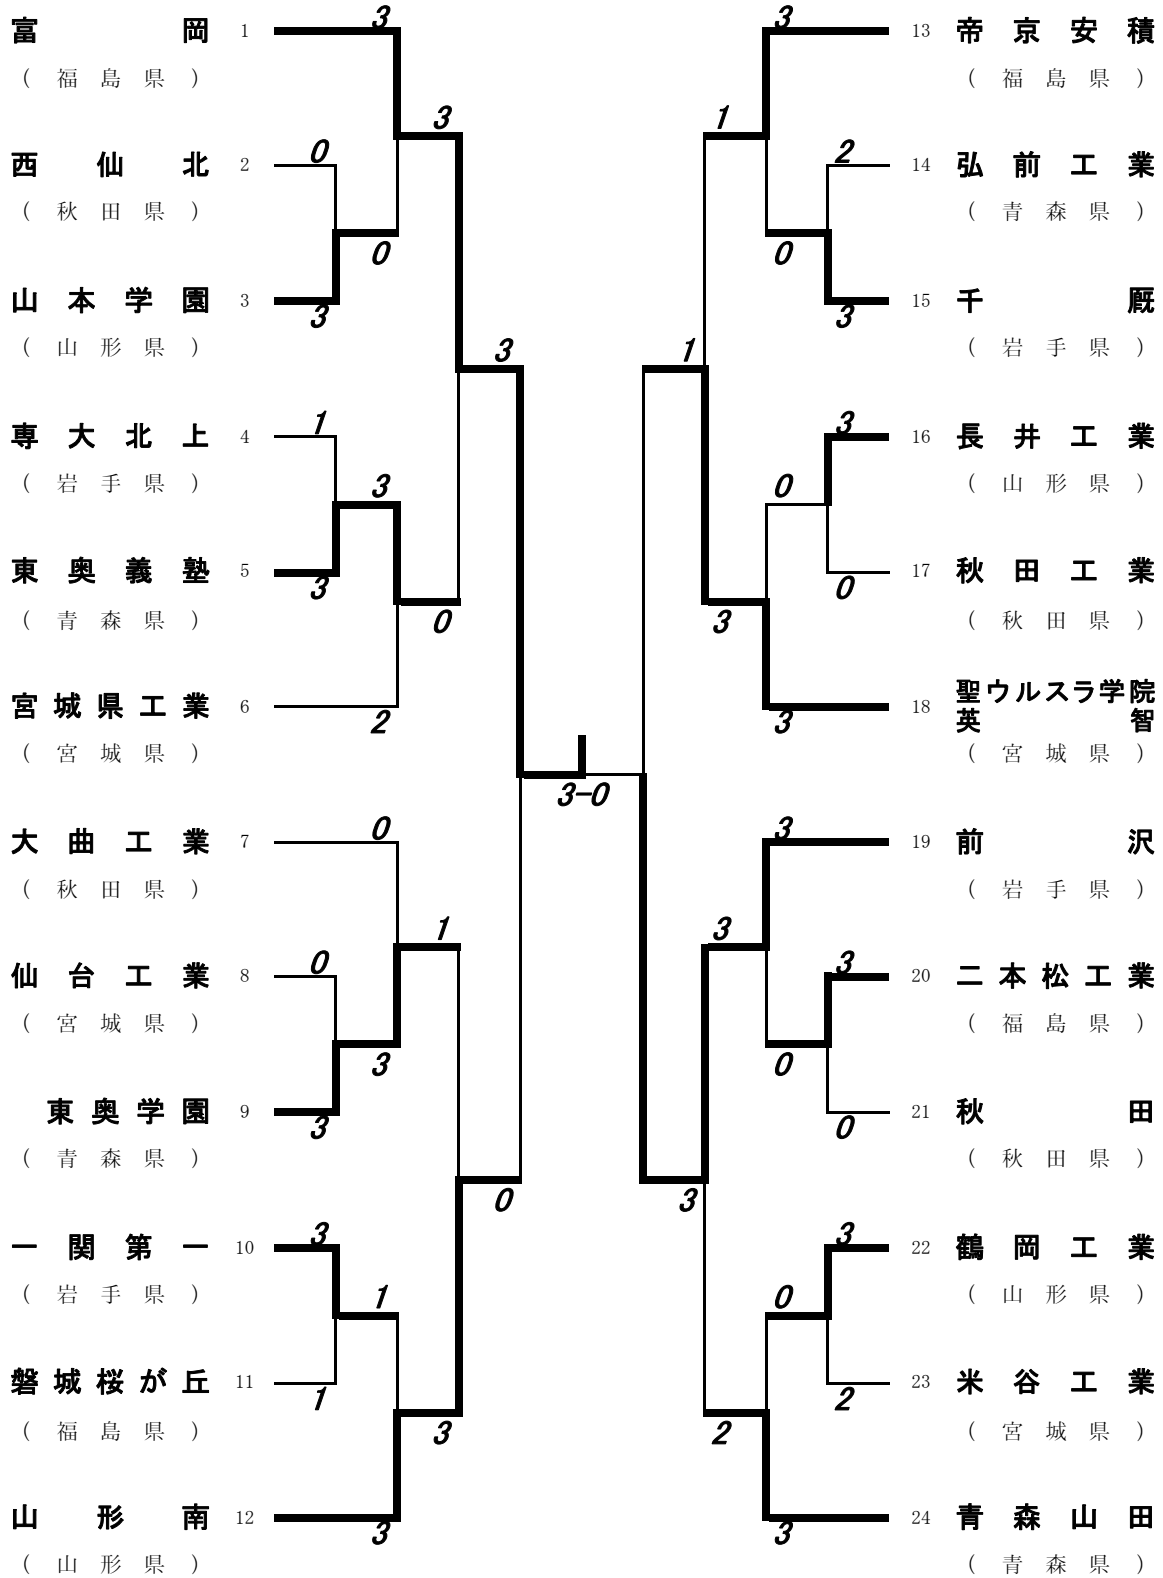 富岡 1
(福島県)
西仙北 2
(秋田県)
山本学園 3
(山形県)
専大北上 4
(岩手県)
東奥義塾 5
(青森県)
宮城県工業 6
(宮城県)
大曲工業 7
(秋田県)
仙台工業 8
(宮城県)
東奥学園 9
(青森県)
一関第一 10
(岩手県)
磐城桜が丘 11
(福島県)
山形南 12
(山形県)
3
0
3
0
3
1
3
3
2
0
3
0
3
0
3
1
3
3
1
1
3
3
0
3-0
1
3
1
3
3
2
3
2
0
3
3
0
0
3
3
3
0
0
3
0
2
3
13 帝京安積
(福島県)
14 弘前工業
(青森県)
15 千厩
(岩手県)
16 長井工業
(山形県)
17 秋田工業
(秋田県)
18 聖ウルスラ学院
英智
(宮城県)
19 前沢
(岩手県)
20 二本松工業
(福島県)
21 秋田
(秋田県)
22 鶴岡工業
(山形県)
23 米谷工業
(宮城県)
24 青森山田
(青森県)